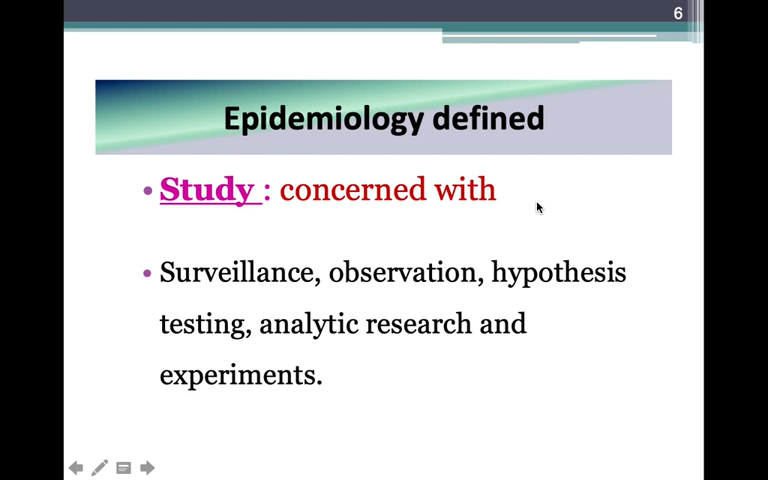 6
Epidemiology defined
• Study : concerned with
• Surveillance, observation, hypothesis
testing, analytic research and
experiments.